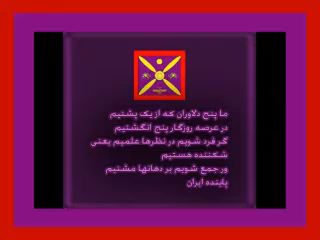 ما پنج دلاوران که از یک پشتیم
در عرصه روزگار پنج انگشتیم
گر فرد شویم در نظرها علمیم یعنی
شکننده هستیم
ور جمع شویم بر دهانها مشتیم
پاینده ایران